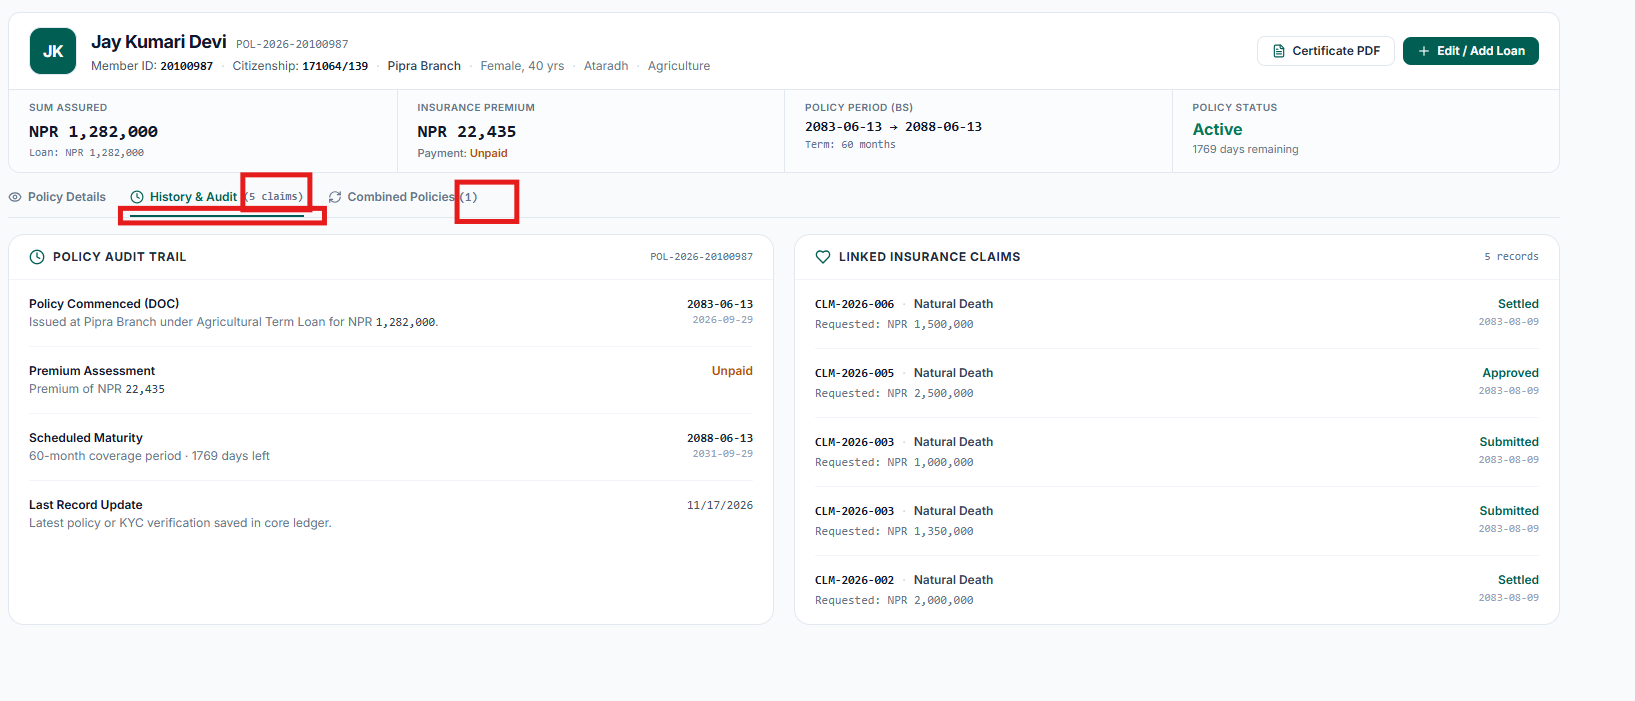 JK
Jay Kumari Devi POL-2026-20100987
Member ID: 20100987 · Citizenship: 171064/139 · Pipra Branch · Female, 40 yrs · Ataradh · Agriculture
Certificate PDF
+ Edit / Add Loan
SUM ASSURED
NPR 1,282,000
Loan: NPR 1,282,000
INSURANCE PREMIUM
NPR 22,435
Payment: Unpaid
POLICY PERIOD (BS)
2083-06-13 → 2088-06-13
Term: 60 months
POLICY STATUS
Active
1769 days remaining
Policy Details
History & Audit (5 claims)
Combined Policies (1)
POLICY AUDIT TRAIL POL-2026-20100987
Policy Commenced (DOC) 2083-06-13
Issued at Pipra Branch under Agricultural Term Loan for NPR 1,282,000. 2026-09-29
Premium Assessment Unpaid
Premium of NPR 22,435
Scheduled Maturity 2088-06-13
60-month coverage period · 1769 days left 2031-09-29
Last Record Update 11/17/2026
Latest policy or KYC verification saved in core ledger.
LINKED INSURANCE CLAIMS 5 records
CLM-2026-006 · Natural Death Settled
Requested: NPR 1,500,000 2083-08-09
CLM-2026-005 · Natural Death Approved
Requested: NPR 2,500,000 2083-08-09
CLM-2026-003 · Natural Death Submitted
Requested: NPR 1,000,000 2083-08-09
CLM-2026-003 · Natural Death Submitted
Requested: NPR 1,350,000 2083-08-09
CLM-2026-002 · Natural Death Settled
Requested: NPR 2,000,000 2083-08-09